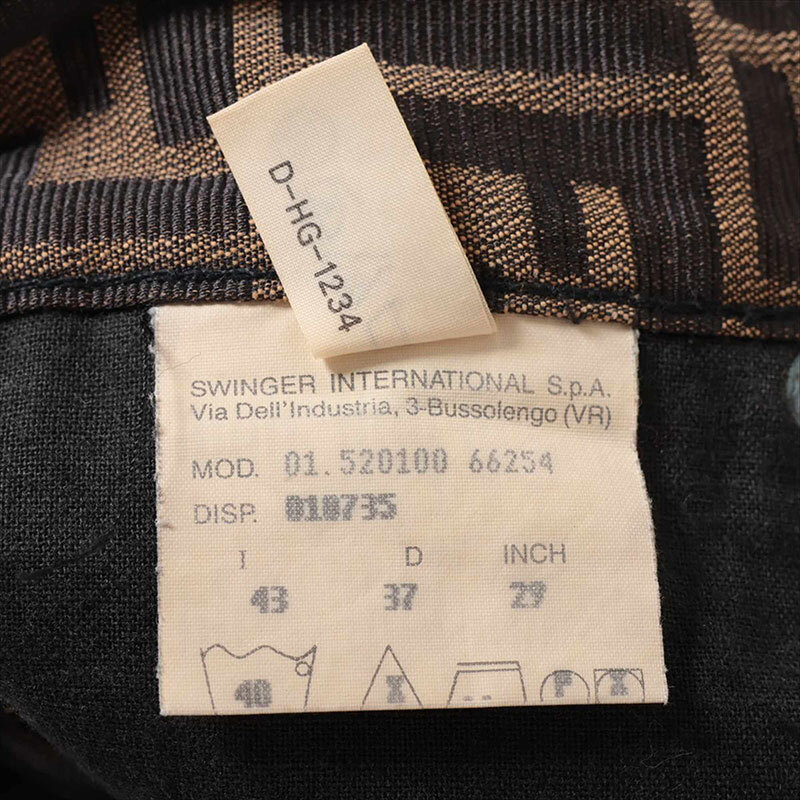 D-HG-1234
SWINGER INTERNATIONAL S.p.A.
Via Dell'Industria, 3-Bussolengo (VR)
MOD. 01.520100 66254
DISP. 010735
I D INCH
43 37 29
40 X P X